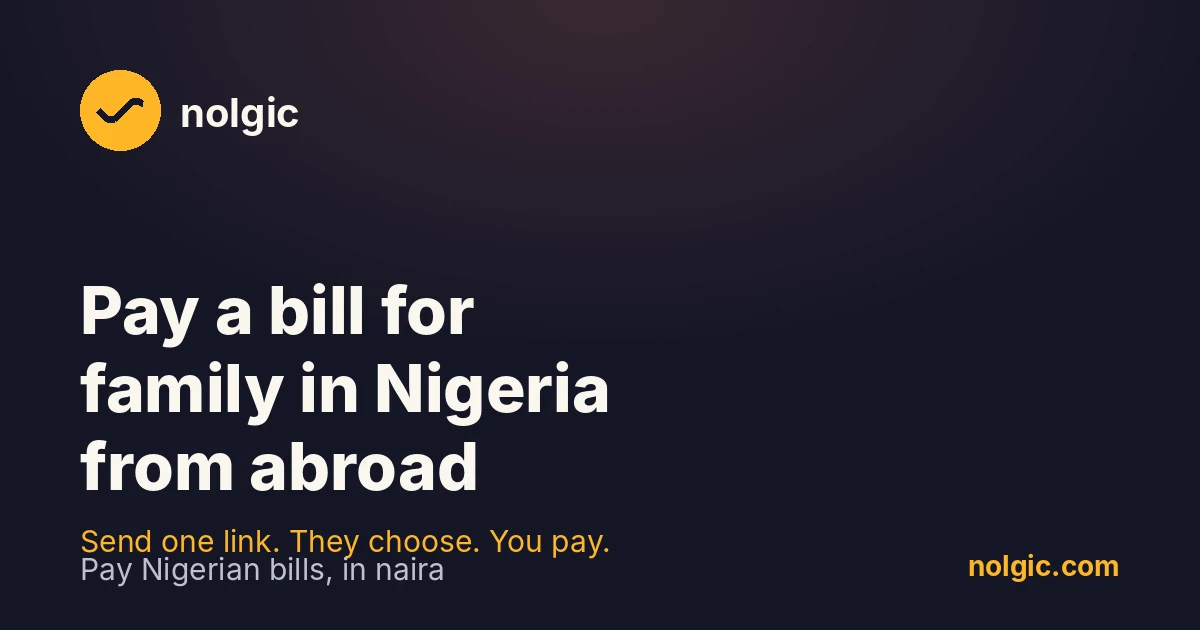 nolgic
Pay a bill for
family in Nigeria
from abroad
Send one link. They choose. You pay.
Pay Nigerian bills, in naira
nolgic.com